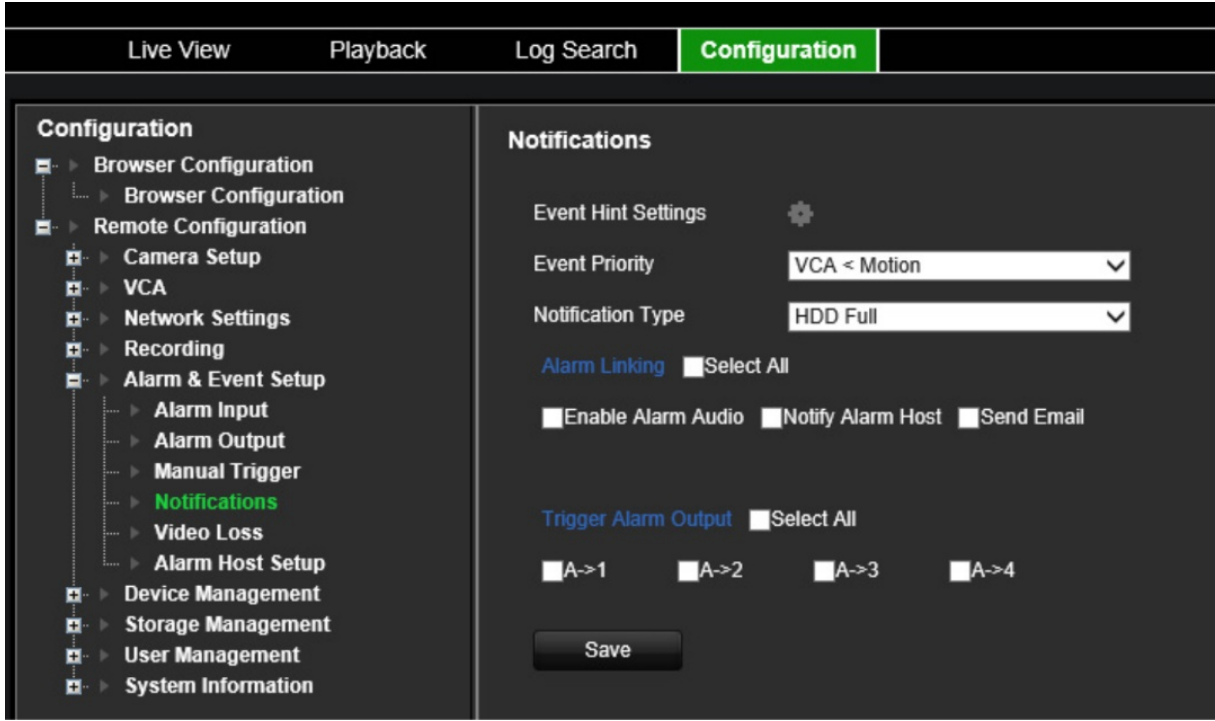 Live View Playback Log Search Configuration
Configuration
Browser Configuration
Browser Configuration
Remote Configuration
Camera Setup
VCA
Network Settings
Recording
Alarm & Event Setup
Alarm Input
Alarm Output
Manual Trigger
Notifications
Video Loss
Alarm Host Setup
Device Management
Storage Management
User Management
System Information
Notifications
Event Hint Settings
Event Priority VCA < Motion
Notification Type HDD Full
Alarm Linking Select All
Enable Alarm Audio Notify Alarm Host Send Email
Trigger Alarm Output Select All
A->1 A->2 A->3 A->4
Save